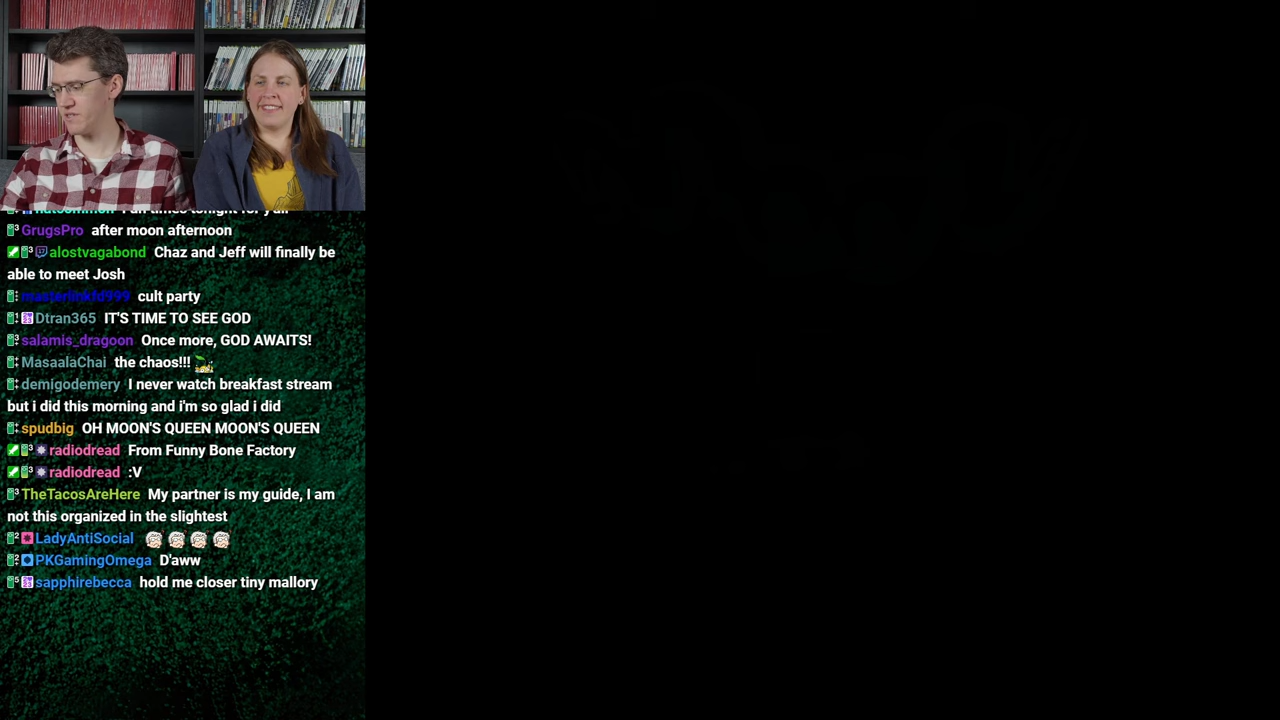 GrugsPro after moon afternoon
alostvagabond Chaz and Jeff will finally be
able to meet Josh
masterlinkfd999 cult party
Dtran365 IT'S TIME TO SEE GOD
salamis_dragoon Once more, GOD AWAITS!
MasaalaChai the chaos!!!
demigodemery I never watch breakfast stream
but i did this morning and i'm so glad i did
spudbig OH MOON'S QUEEN MOON'S QUEEN
radiodread From Funny Bone Factory
radiodread :V
TheTacosAreHere My partner is my guide, I am
not this organized in the slightest
LadyAntiSocial
PKGamingOmega D'aww
sapphirebecca hold me closer tiny mallory